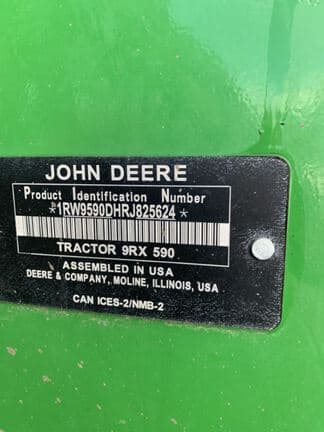 JOHN DEERE
Product Identification Number
*1RW9590DHRJ825624*
TRACTOR 9RX 590
ASSEMBLED IN USA
DEERE & COMPANY, MOLINE, ILLINOIS, USA
CAN ICES-2/NMB-2